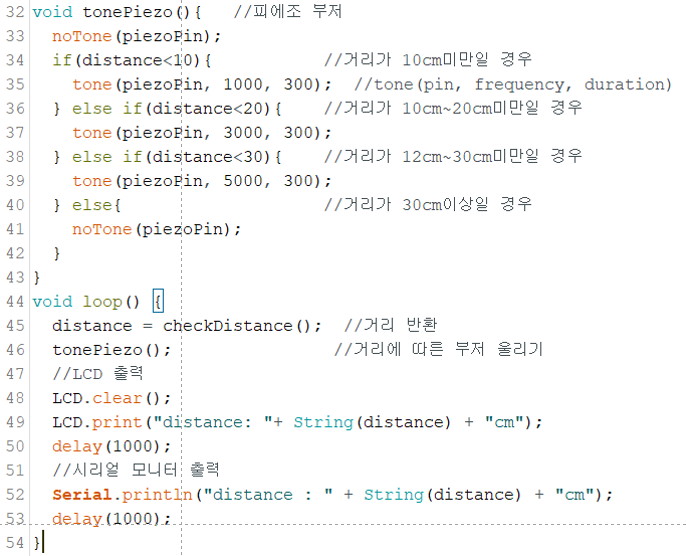 32 void tonePiezo(){   //피에조 부저
33   noTone(piezoPin);
34   if(distance<10){           //거리가 10cm미만일 경우
35     tone(piezoPin, 1000, 300);  //tone(pin, frequency, duration)
36   } else if(distance<20){    //거리가 10cm~20cm미만일 경우
37     tone(piezoPin, 3000, 300);
38   } else if(distance<30){    //거리가 12cm~30cm미만일 경우
39     tone(piezoPin, 5000, 300);
40   } else{                    //거리가 30cm이상일 경우
41     noTone(piezoPin);
42   }
43 }
44 void loop() {
45   distance = checkDistance();  //거리 반환
46   tonePiezo();                //거리에 따른 부저 울리기
47   //LCD 출력
48   LCD.clear();
49   LCD.print("distance: "+ String(distance) + "cm");
50   delay(1000);
51   //시리얼 모니터 출력
52   Serial.println("distance : " + String(distance) + "cm");
53   delay(1000);
54 }